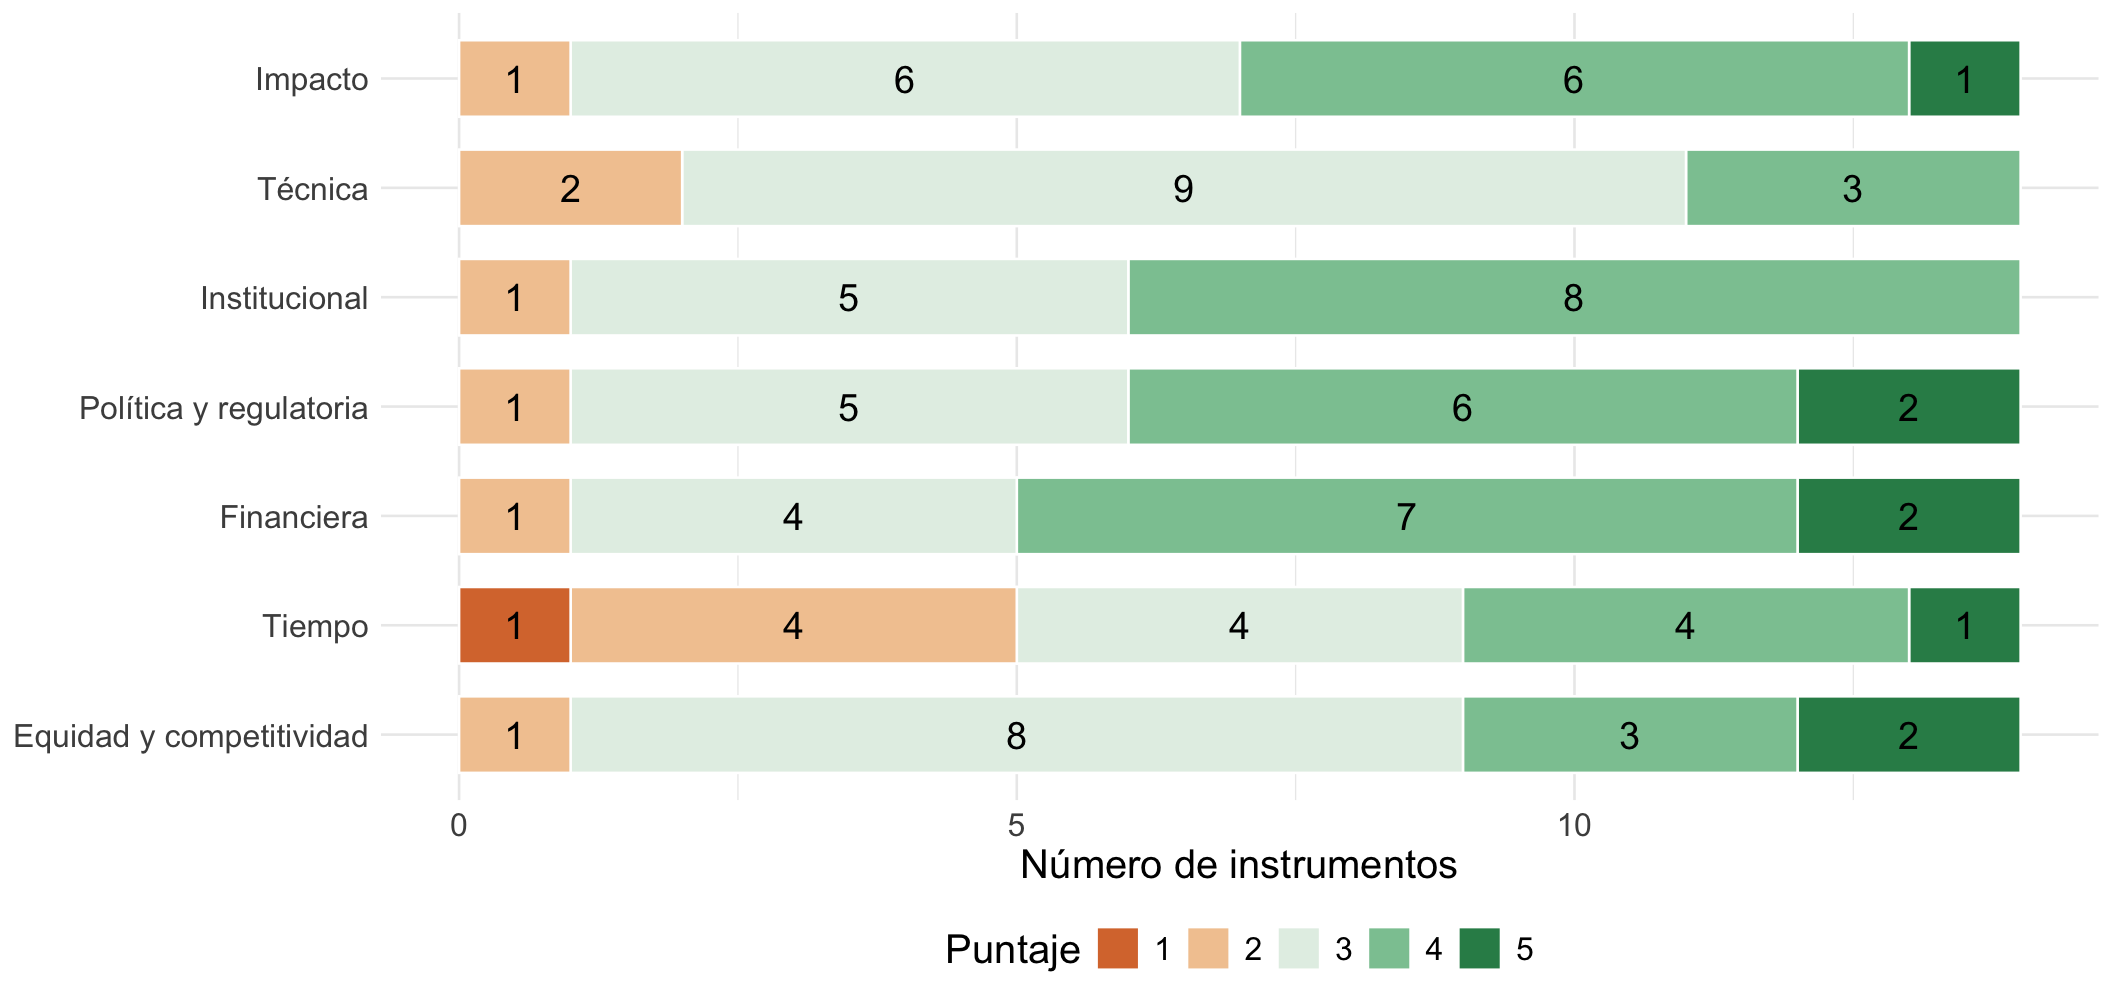 Impacto 1 6 6 1
Técnica 2 9 3
Institucional 1 5 8
Política y regulatoria 1 5 6 2
Financiera 1 4 7 2
Tiempo 1 4 4 4 1
Equidad y competitividad 1 8 3 2
0 5 10
Número de instrumentos
Puntaje 1 2 3 4 5